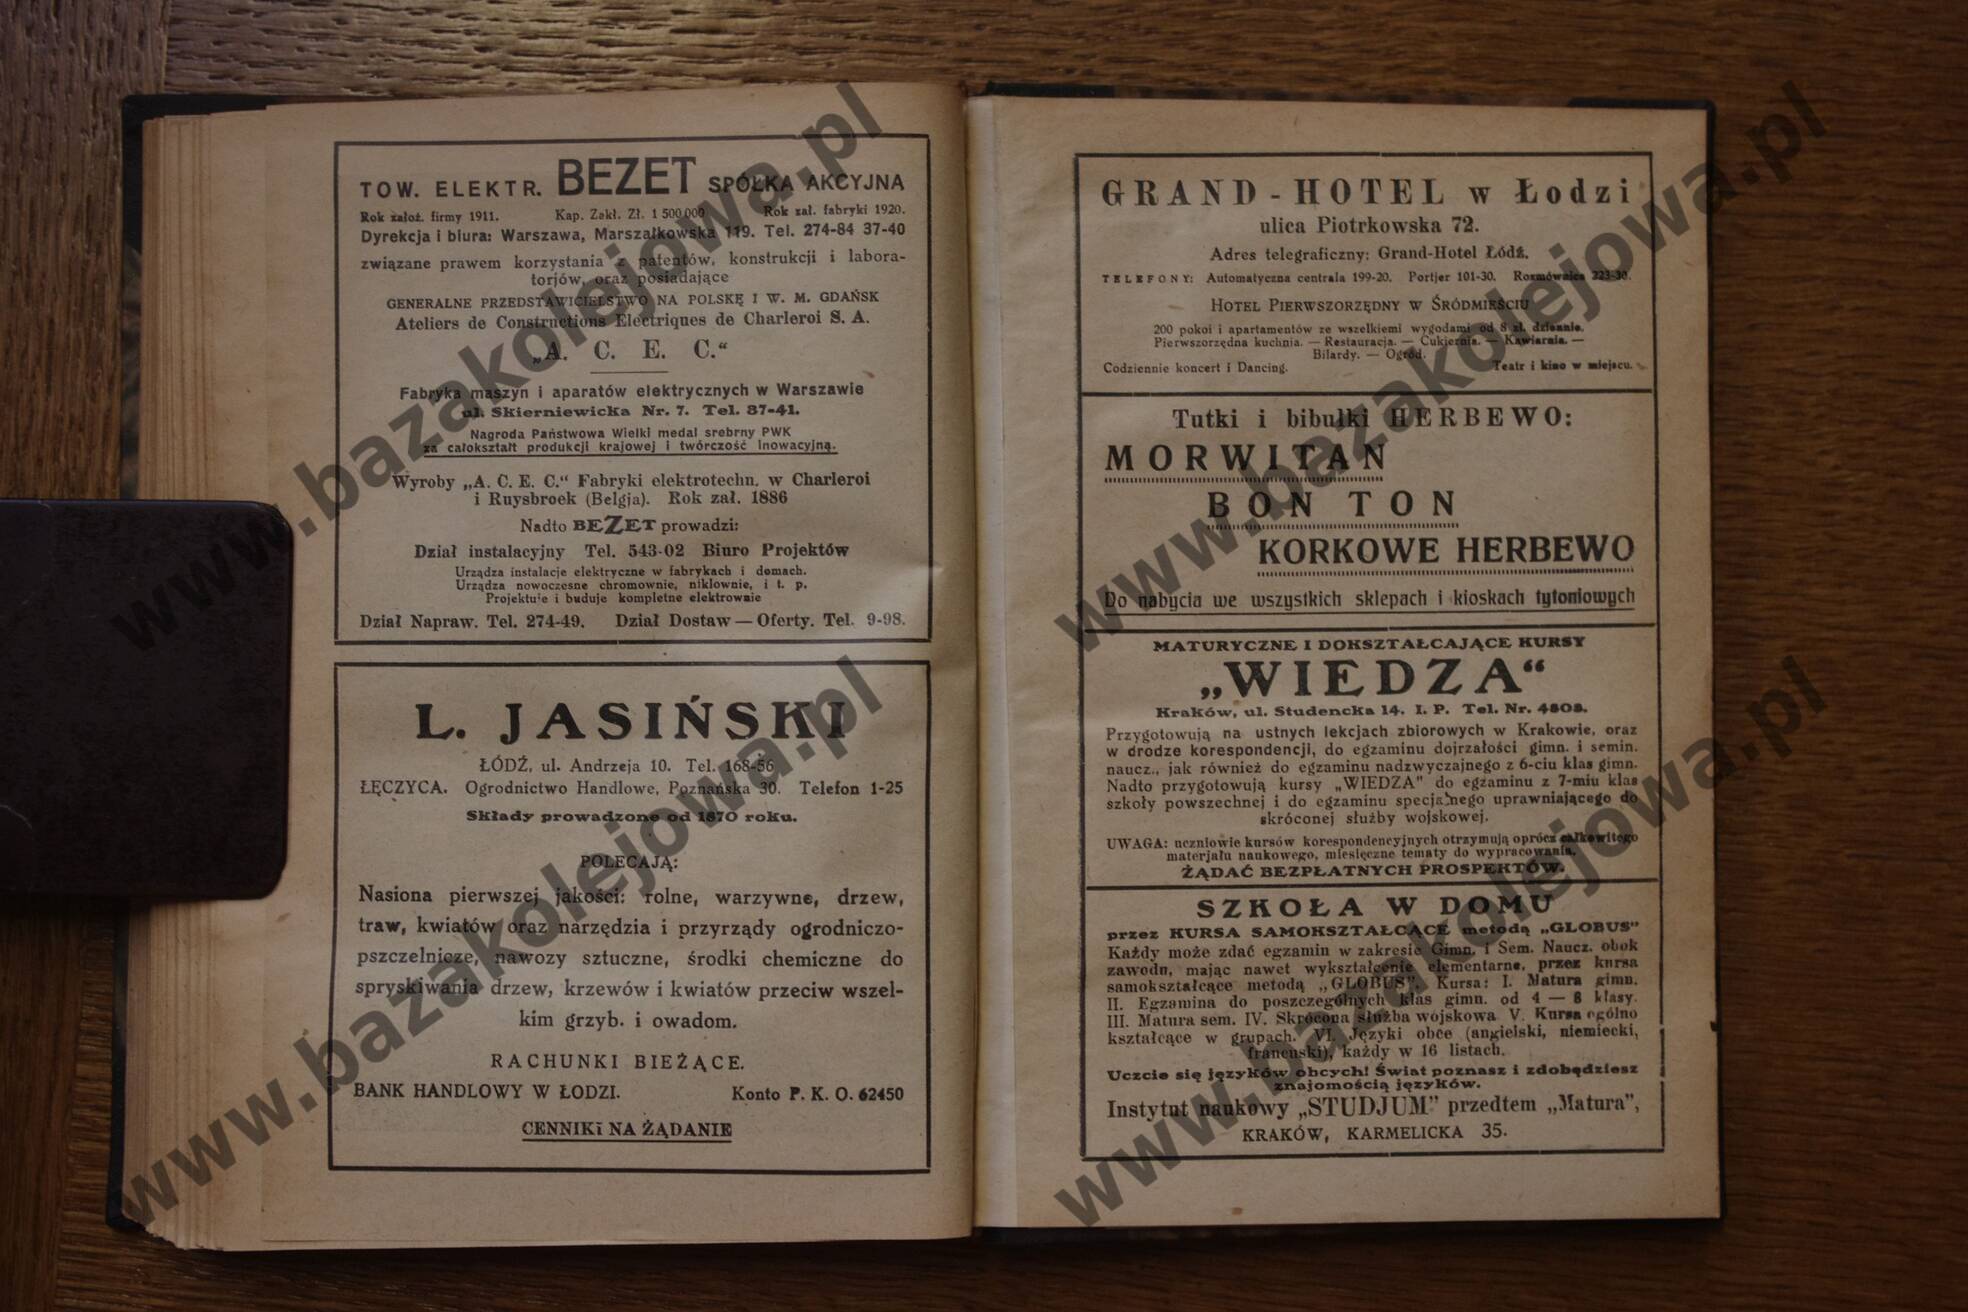 TOW. ELEKTR. BEZET SPÓŁKA AKCYJNA
Rok założ. firmy 1911. Kap. Zakł. Zł. 1 500,000 Rok zał. fabryki 1920.
Dyrekcja i biura: Warszawa, Marszałkowska 119. Tel. 274-84 37-40
związane prawem korzystania z patentów, konstrukcji i labora-
torjów, oraz posiadające
GENERALNE PRZEDSTAWICIELSTWO NA POLSKĘ I W. M. GDAŃSK
Ateliers de Constructions Electriques de Charleroi S. A.
„A. C. E. C.“
Fabryka maszyn i aparatów elektrycznych w Warszawie
ul. Skierniewicka Nr. 7. Tel. 87-41.
Nagroda Państwowa Wielki medal srebrny PWK
za całokształt produkcji krajowej i twórczość inowacyjną.
Wyroby „A. C. E. C.“ Fabryki elektrotechn. w Charleroi
i Ruysbroek (Belgja). Rok zał. 1886
Nadto BEZET prowadzi:
Dział instalacyjny Tel. 543-02 Biuro Projektów
Urządza instalacje elektryczne w fabrykach i domach.
Urządza nowoczesne chromownie, niklownie, i t. p.
Projektuje i buduje kompletne elektrownie
Dział Napraw. Tel. 274-49. Dział Dostaw — Oferty. Tel. 9-98.
L. JASIŃSKI
ŁÓDŹ, ul. Andrzeja 10. Tel. 168-56
ŁĘCZYCA. Ogrodnictwo Handlowe, Poznańska 30. Telefon 1-25
Składy prowadzone od 1870 roku.
POLECAJĄ:
Nasiona pierwszej jakości: rolne, warzywne, drzew,
traw, kwiatów oraz narzędzia i przyrządy ogrodniczo-
pszczelnicze, nawozy sztuczne, środki chemiczne do
spryskiwania drzew, krzewów i kwiatów przeciw wszel-
kim grzyb. i owadom.
RACHUNKI BIEŻĄCE.
BANK HANDLOWY W ŁODZI. Konto P. K. O. 62450
CENNIKI NA ŻĄDANIE
GRAND - HOTEL w Łodzi
ulica Piotrkowska 72.
Adres telegraficzny: Grand-Hotel Łódź.
TELEFONY: Automatyczna centrala 199-20. Portjer 101-30. Rozmównica 223-30.
HOTEL PIERWSZORZĘDNY W ŚRÓDMIEŚCIU
200 pokoi i apartamentów ze wszelkiemi wygodami od 8 zł. dziennie.
Pierwszorzędna kuchnia. — Restauracja. — Cukiernia. — Kawiarnia. —
Bilardy. — Ogród.
Codziennie koncert i Dancing. Teatr i kino w miejscu.
Tutki i bibułki HERBEWO:
MORWITAN
BON TON
KORKOWE HERBEWO
Do nabycia we wszystkich sklepach i kioskach tytoniowych
MATURYCZNE I DOKSZTAŁCAJĄCE KURSY
„WIEDZA“
Kraków, ul. Studencka 14. I. P. Tel. Nr. 4808.
Przygotowują na ustnych lekcjach zbiorowych w Krakowie, oraz
w drodze korespondencji, do egzaminu dojrzałości gimn. i semin.
naucz., jak również do egzaminu nadzwyczajnego z 6-ciu klas gimn.
Nadto przygotowują kursy „WIEDZA" do egzaminu z 7-miu klas
szkoły powszechnej i do egzaminu specjalnego uprawniającego do
skróconej służby wojskowej.
UWAGA: uczniowie kursów korespondencyjnych otrzymują oprócz całkowitego
materjału naukowego, miesięczne tematy do wypracowania.
ŻĄDAĆ BEZPŁATNYCH PROSPEKTÓW.
SZKOŁA W DOMU
przez KURSA SAMOKSZTAŁCĄCE metodą „GLOBUS"
Każdy może zdać egzamin w zakresie Gimn. i Sem. Naucz. obok
zawodu, mając nawet wykształcenie elementarne, przez kursa
samokształcące metodą „GLOBUS". Kursa: I. Matura gimn.
II. Egzamina do poszczególnych klas gimn. od 4 — 8 klasy.
III. Matura sem. IV. Skrócona służba wojskowa V. Kursa ogólno
kształcące w grupach. VI. Języki obce (angielski, niemiecki,
francuski), każdy w 16 listach.
Uczcie się języków obcych! Świat poznasz i zdobędziesz
znajomością języków.
Instytut naukowy „STUDJUM" przedtem „Matura",
KRAKÓW, KARMELICKA 35.
www.bazakolejowa.pl
www.bazakolejowa.pl
www.bazakolejowa.pl
www.bazakolejowa.pl